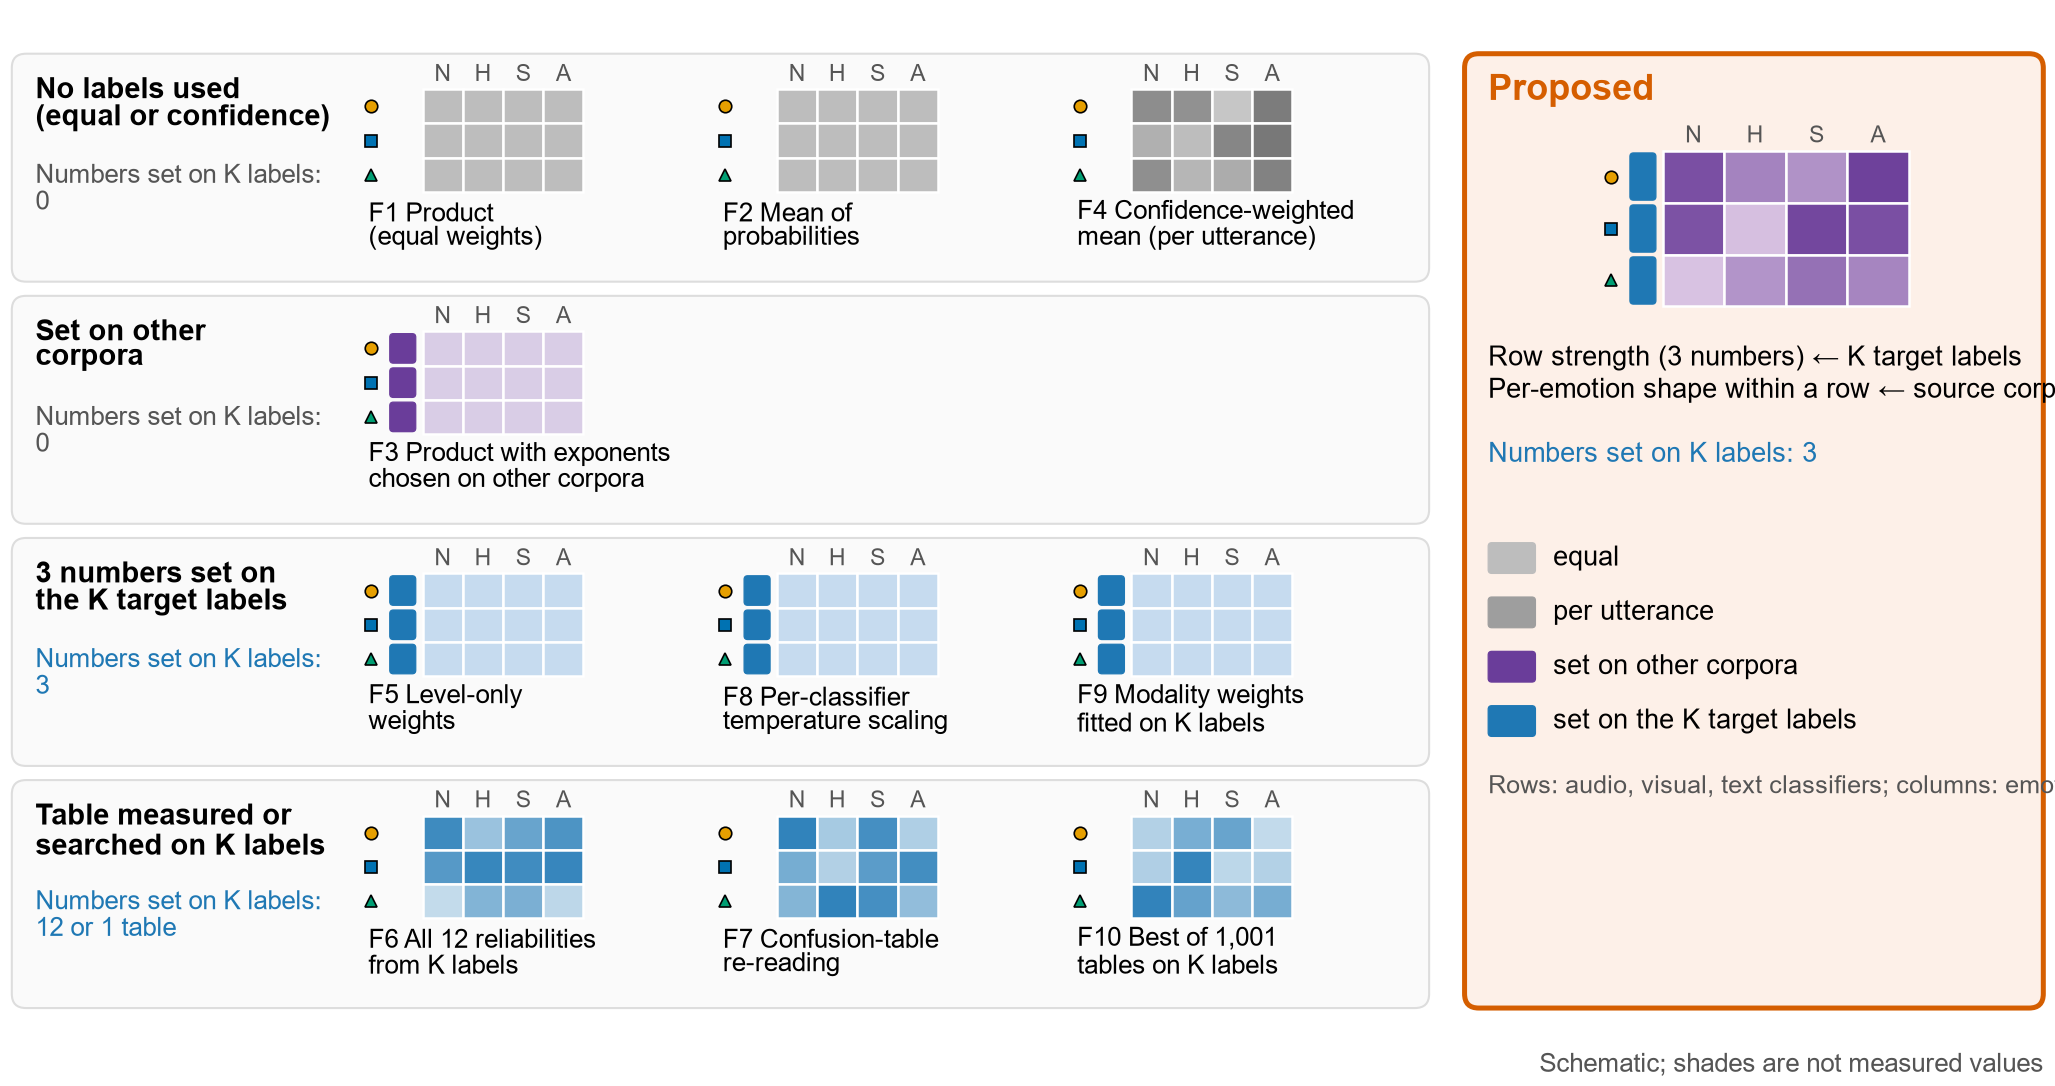 No labels used
(equal or confidence)
Numbers set on K labels:
0
N H S A
F1 Product
(equal weights)
N H S A
F2 Mean of
probabilities
N H S A
F4 Confidence-weighted
mean (per utterance)
Set on other
corpora
Numbers set on K labels:
0
N H S A
F3 Product with exponents
chosen on other corpora
3 numbers set on
the K target labels
Numbers set on K labels:
3
N H S A
F5 Level-only
weights
N H S A
F8 Per-classifier
temperature scaling
N H S A
F9 Modality weights
fitted on K labels
Table measured or
searched on K labels
Numbers set on K labels:
12 or 1 table
N H S A
F6 All 12 reliabilities
from K labels
N H S A
F7 Confusion-table
re-reading
N H S A
F10 Best of 1,001
tables on K labels
Proposed
N H S A
Row strength (3 numbers) ← K target labels
Per-emotion shape within a row ← source corp
Numbers set on K labels: 3
equal
per utterance
set on other corpora
set on the K target labels
Rows: audio, visual, text classifiers; columns: emo
Schematic; shades are not measured values